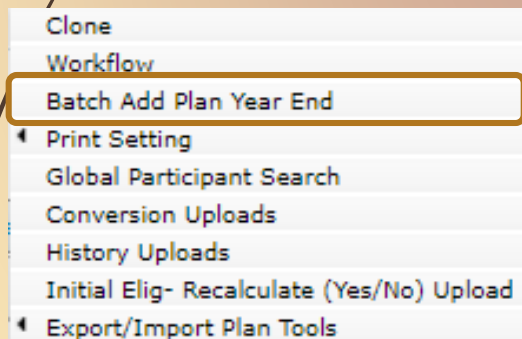 Clone
Workflow
Batch Add Plan Year End
Print Setting
Global Participant Search
Conversion Uploads
History Uploads
Initial Elig- Recalculate (Yes/No) Upload
Export/Import Plan Tools